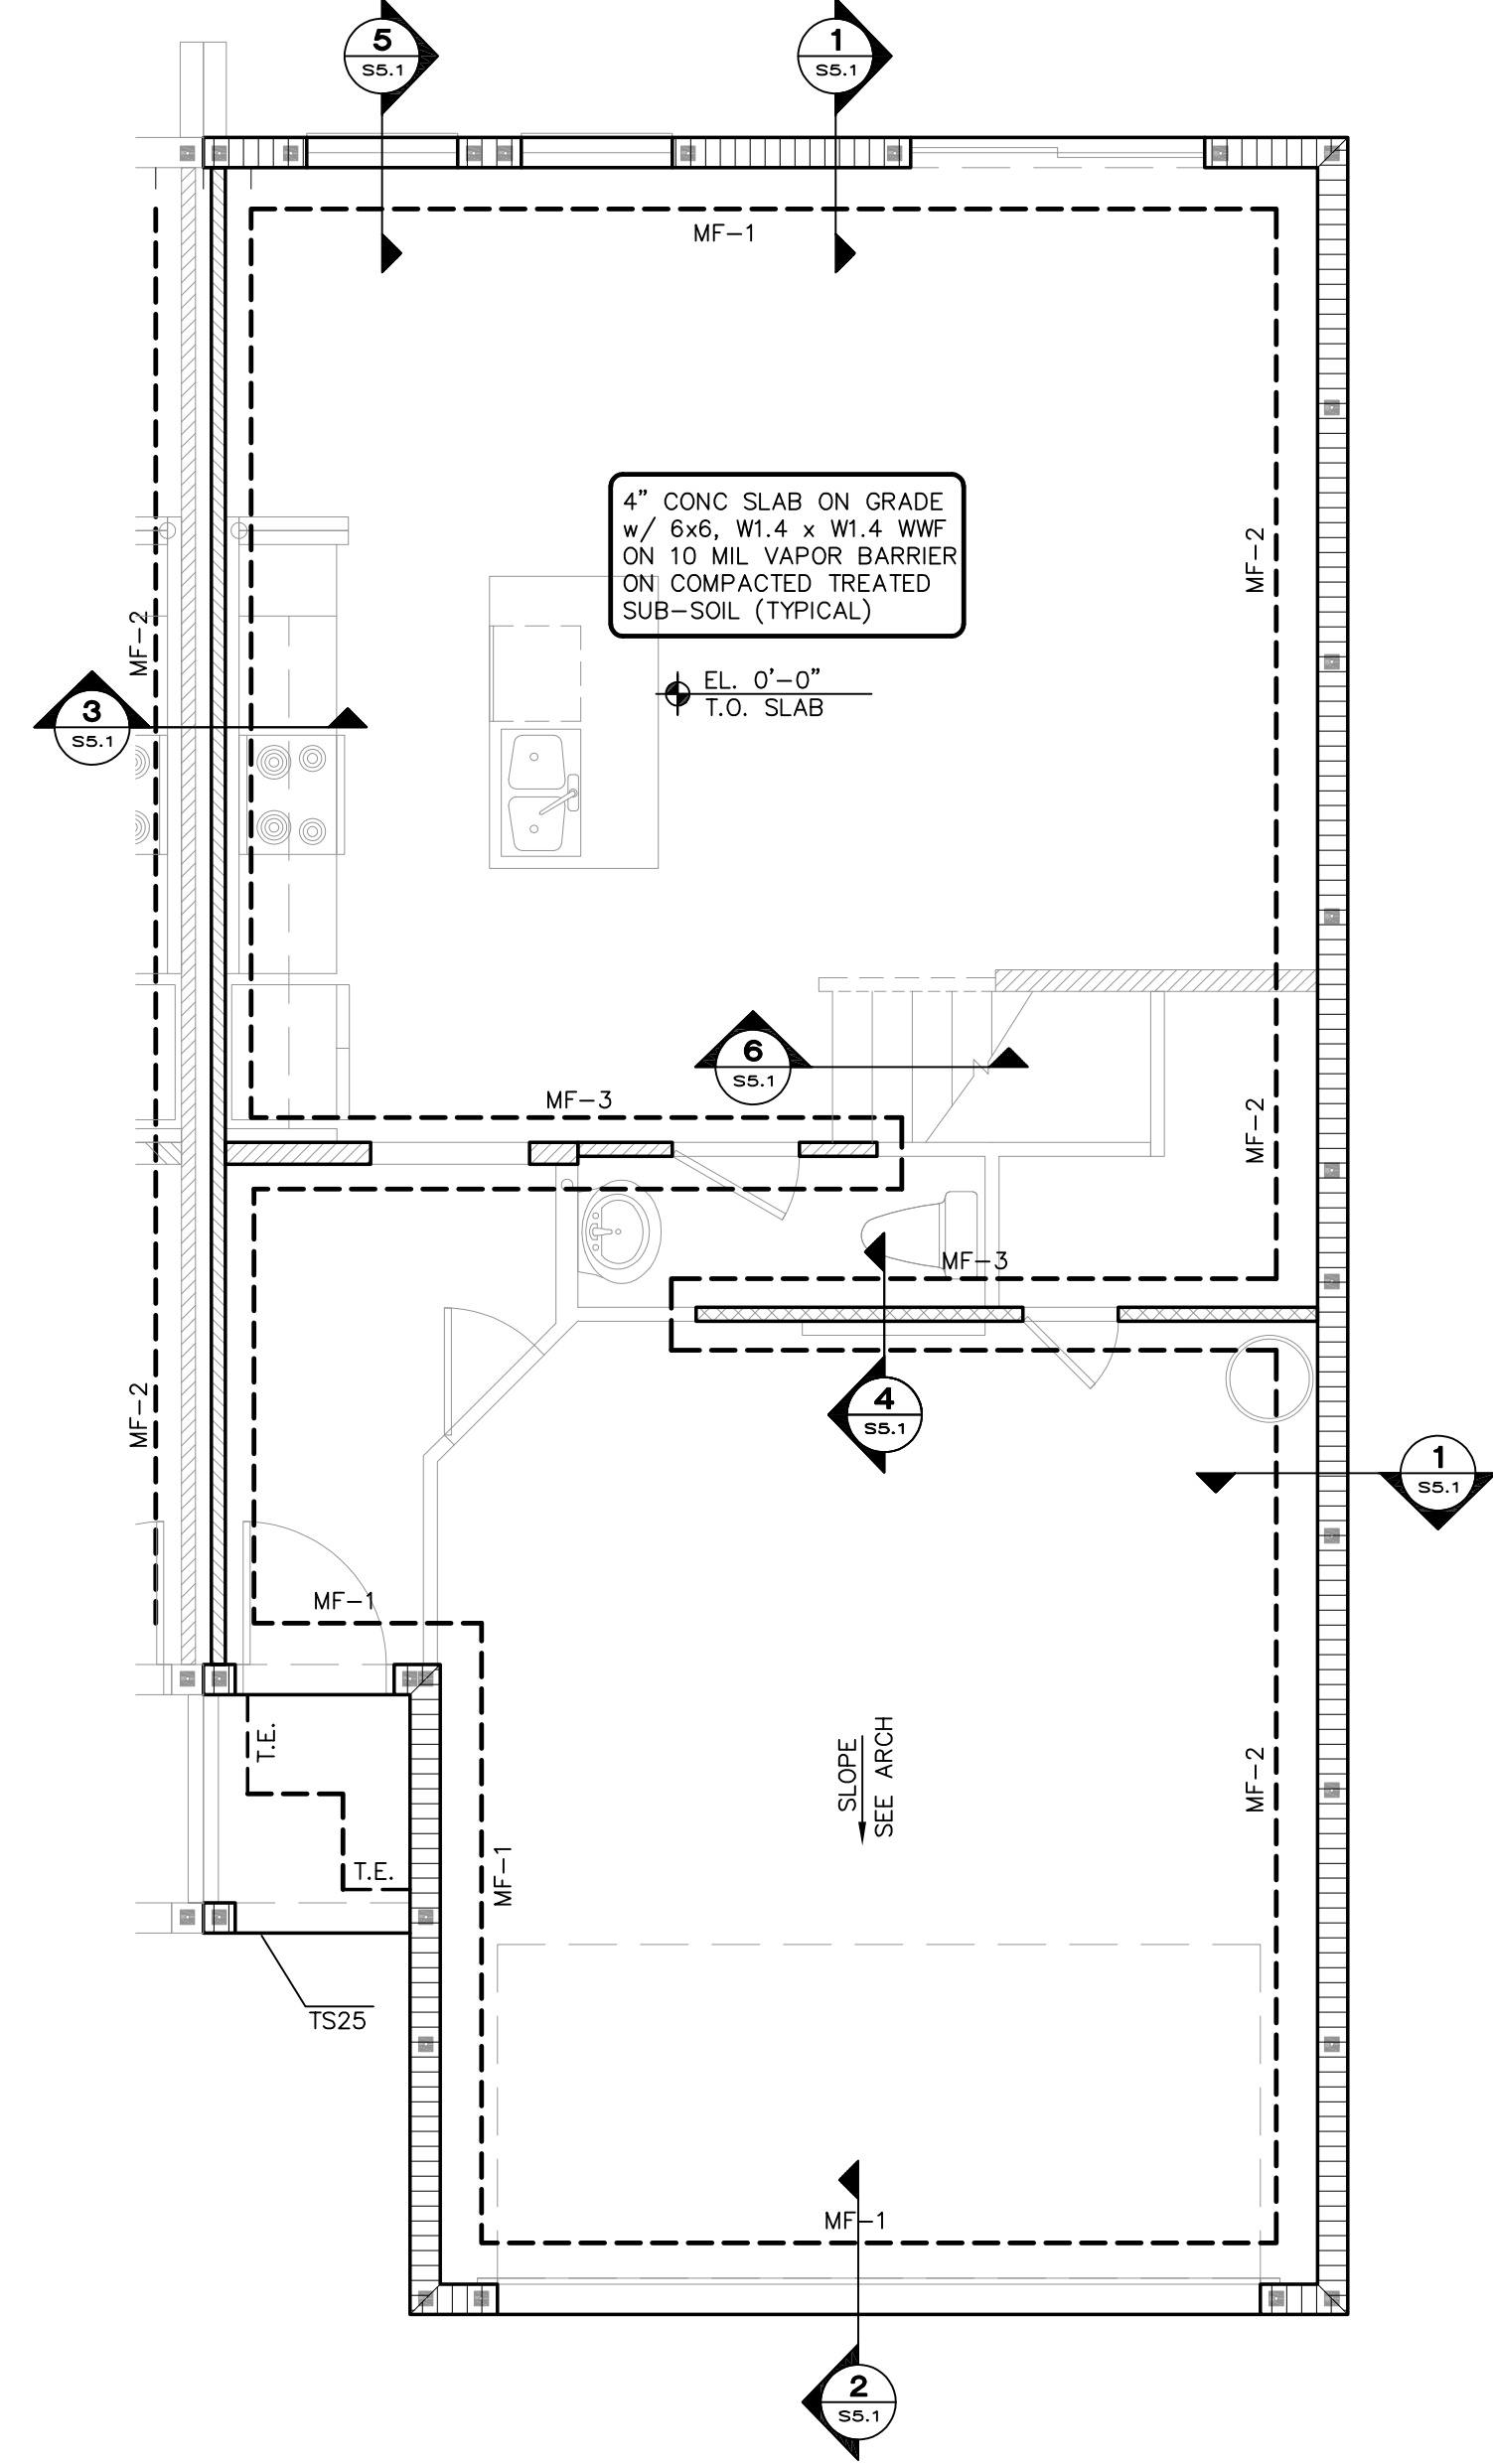 5
S5.1
1
S5.1
MF-1
4" CONC SLAB ON GRADE
w/ 6x6, W1.4 x W1.4 WWF
ON 10 MIL VAPOR BARRIER
ON COMPACTED TREATED
SUB-SOIL (TYPICAL)
MF-2
MF-2
EL. 0'-0"
T.O. SLAB
3
S5.1
6
S5.1
MF-3
MF-2
MF-3
MF-2
4
S5.1
1
S5.1
MF-1
T.E.
SLOPE
SEE ARCH
MF-2
T.E.
MF-1
TS25
MF-1
2
S5.1